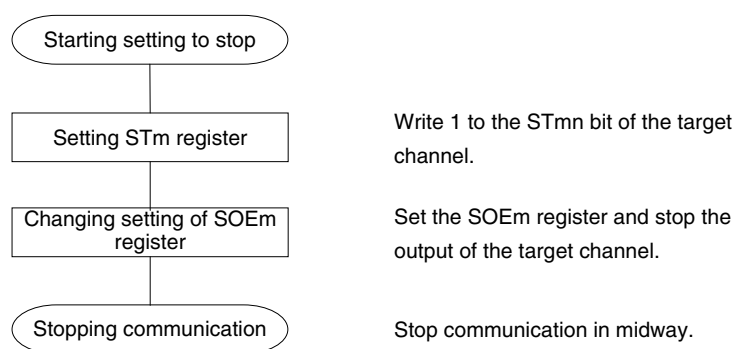 Starting setting to stop
Setting STm register
Write 1 to the STmn bit of the target
channel.
Changing setting of SOEm
register
Set the SOEm register and stop the
output of the target channel.
Stopping communication
Stop communication in midway.